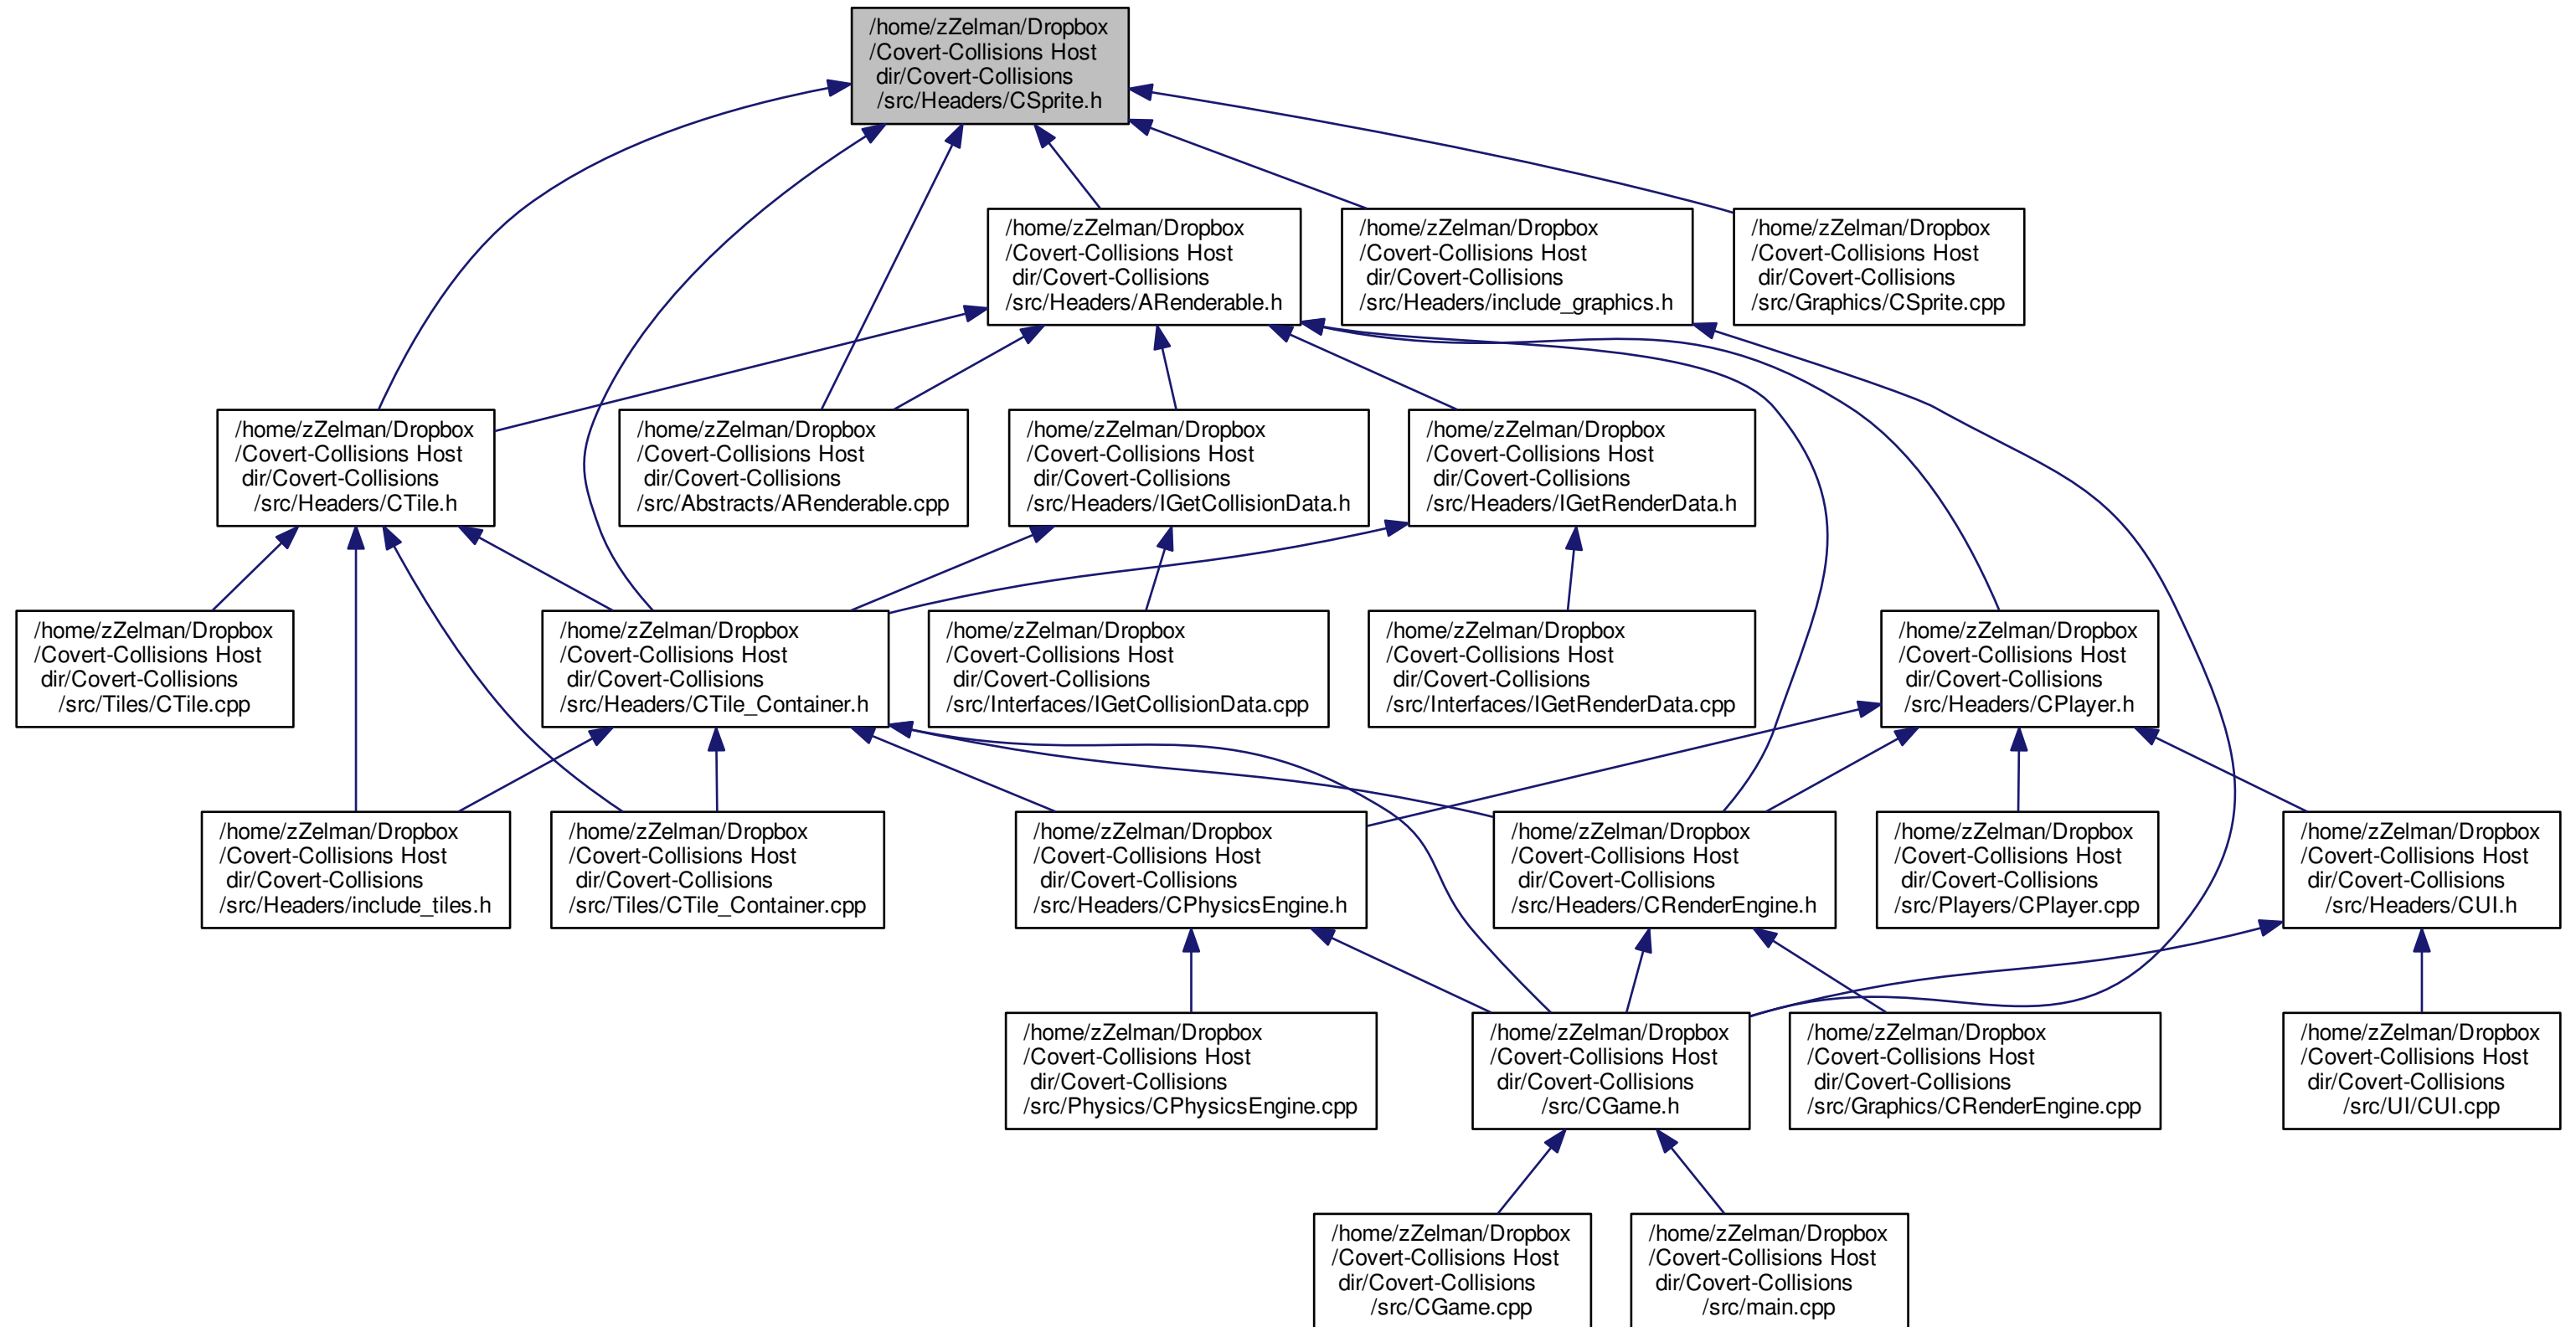 /home/zZelman/Dropbox
/Covert-Collisions Host
dir/Covert-Collisions
/src/Headers/CSprite.h
/home/zZelman/Dropbox
/Covert-Collisions Host
dir/Covert-Collisions
/src/Headers/ARenderable.h
/home/zZelman/Dropbox
/Covert-Collisions Host
dir/Covert-Collisions
/src/Headers/include_graphics.h
/home/zZelman/Dropbox
/Covert-Collisions Host
dir/Covert-Collisions
/src/Graphics/CSprite.cpp
/home/zZelman/Dropbox
/Covert-Collisions Host
dir/Covert-Collisions
/src/Headers/CTile.h
/home/zZelman/Dropbox
/Covert-Collisions Host
dir/Covert-Collisions
/src/Abstracts/ARenderable.cpp
/home/zZelman/Dropbox
/Covert-Collisions Host
dir/Covert-Collisions
/src/Headers/IGetCollisionData.h
/home/zZelman/Dropbox
/Covert-Collisions Host
dir/Covert-Collisions
/src/Headers/IGetRenderData.h
/home/zZelman/Dropbox
/Covert-Collisions Host
dir/Covert-Collisions
/src/Tiles/CTile.cpp
/home/zZelman/Dropbox
/Covert-Collisions Host
dir/Covert-Collisions
/src/Headers/CTile_Container.h
/home/zZelman/Dropbox
/Covert-Collisions Host
dir/Covert-Collisions
/src/Interfaces/IGetCollisionData.cpp
/home/zZelman/Dropbox
/Covert-Collisions Host
dir/Covert-Collisions
/src/Interfaces/IGetRenderData.cpp
/home/zZelman/Dropbox
/Covert-Collisions Host
dir/Covert-Collisions
/src/Headers/CPlayer.h
/home/zZelman/Dropbox
/Covert-Collisions Host
dir/Covert-Collisions
/src/Headers/include_tiles.h
/home/zZelman/Dropbox
/Covert-Collisions Host
dir/Covert-Collisions
/src/Tiles/CTile_Container.cpp
/home/zZelman/Dropbox
/Covert-Collisions Host
dir/Covert-Collisions
/src/Headers/CPhysicsEngine.h
/home/zZelman/Dropbox
/Covert-Collisions Host
dir/Covert-Collisions
/src/Headers/CRenderEngine.h
/home/zZelman/Dropbox
/Covert-Collisions Host
dir/Covert-Collisions
/src/Players/CPlayer.cpp
/home/zZelman/Dropbox
/Covert-Collisions Host
dir/Covert-Collisions
/src/Headers/CUI.h
/home/zZelman/Dropbox
/Covert-Collisions Host
dir/Covert-Collisions
/src/Physics/CPhysicsEngine.cpp
/home/zZelman/Dropbox
/Covert-Collisions Host
dir/Covert-Collisions
/src/CGame.h
/home/zZelman/Dropbox
/Covert-Collisions Host
dir/Covert-Collisions
/src/Graphics/CRenderEngine.cpp
/home/zZelman/Dropbox
/Covert-Collisions Host
dir/Covert-Collisions
/src/UI/CUI.cpp
/home/zZelman/Dropbox
/Covert-Collisions Host
dir/Covert-Collisions
/src/CGame.cpp
/home/zZelman/Dropbox
/Covert-Collisions Host
dir/Covert-Collisions
/src/main.cpp